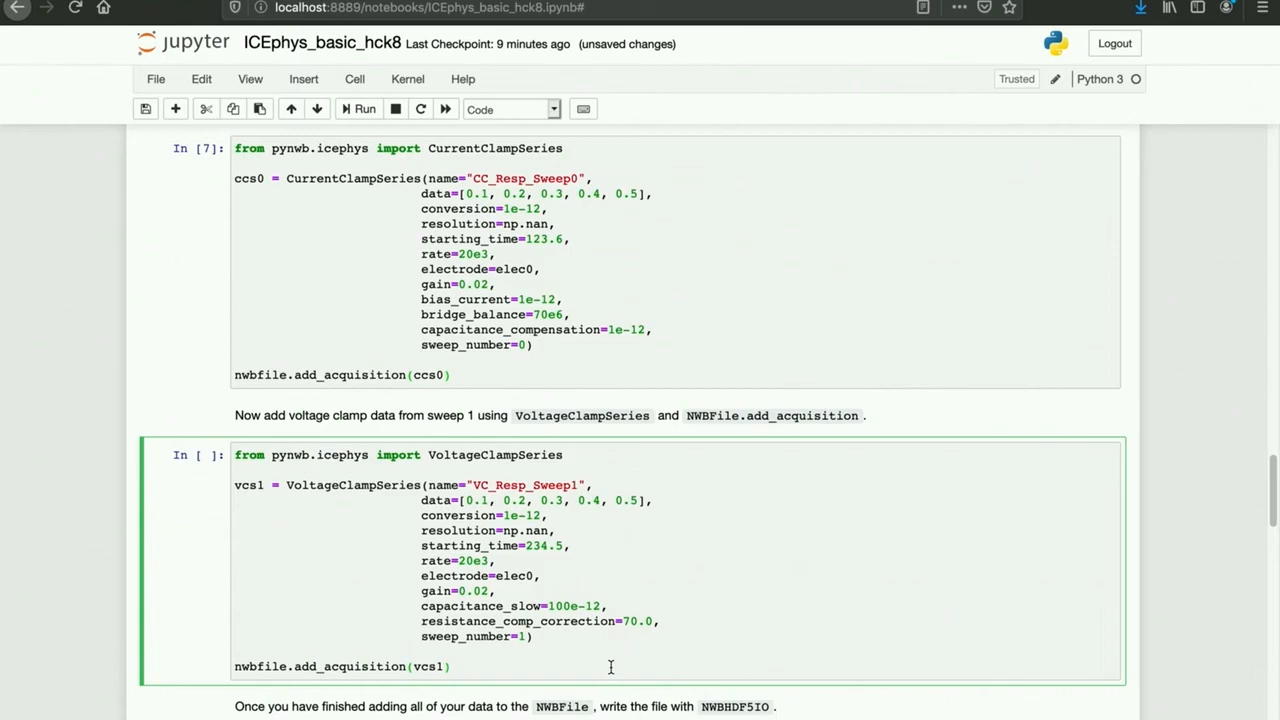 localhost:8889/notebooks/ICEphys_basic_hck8.ipynb#
jupyter ICEphys_basic_hck8 Last Checkpoint: 9 minutes ago (unsaved changes)
Logout
File Edit View Insert Cell Kernel Help Trusted Python 3
Run Code
In [7]: from pynwb.icephys import CurrentClampSeries
ccs0 = CurrentClampSeries(name="CC_Resp_Sweep0",
data=[0.1, 0.2, 0.3, 0.4, 0.5],
conversion=1e-12,
resolution=np.nan,
starting_time=123.6,
rate=20e3,
electrode=elec0,
gain=0.02,
bias_current=1e-12,
bridge_balance=70e6,
capacitance_compensation=1e-12,
sweep_number=0)
nwbfile.add_acquisition(ccs0)
Now add voltage clamp data from sweep 1 using VoltageClampSeries and NWBFile.add_acquisition.
In [ ]: from pynwb.icephys import VoltageClampSeries
vcs1 = VoltageClampSeries(name="VC_Resp_Sweep1",
data=[0.1, 0.2, 0.3, 0.4, 0.5],
conversion=1e-12,
resolution=np.nan,
starting_time=234.5,
rate=20e3,
electrode=elec0,
gain=0.02,
capacitance_slow=100e-12,
resistance_comp_correction=70.0,
sweep_number=1)
nwbfile.add_acquisition(vcs1)
Once you have finished adding all of your data to the NWBFile, write the file with NWBHDF5IO.